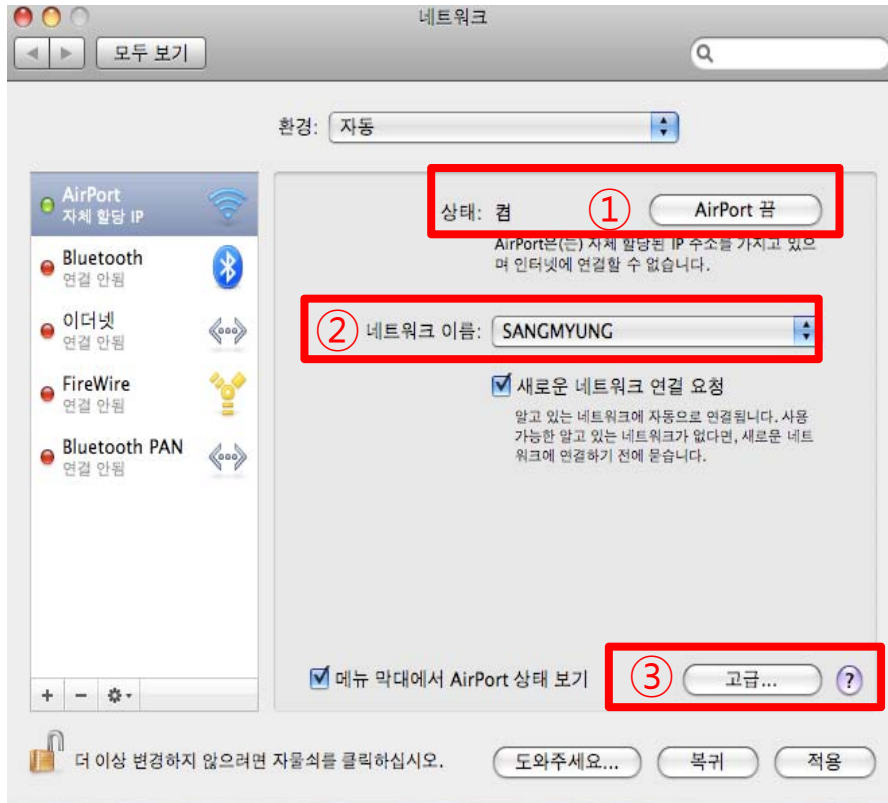 네트워크
모두 보기
환경: 자동
AirPort
자체 할당 IP
Bluetooth
연결 안됨
이더넷
연결 안됨
FireWire
연결 안됨
Bluetooth PAN
연결 안됨
상태: 켬 ① AirPort 끔
AirPort은(는) 자체 할당된 IP 주소를 가지고 있으
며 인터넷에 연결할 수 없습니다.
② 네트워크 이름: SANGMYUNG
새로운 네트워크 연결 요청
알고 있는 네트워크에 자동으로 연결됩니다. 사용
가능한 알고 있는 네트워크가 없다면, 새로운 네트
워크에 연결하기 전에 묻습니다.
메뉴 막대에서 AirPort 상태 보기 ③ 고급... ?
더 이상 변경하지 않으려면 자물쇠를 클릭하십시오. 도와주세요... 복귀 적용